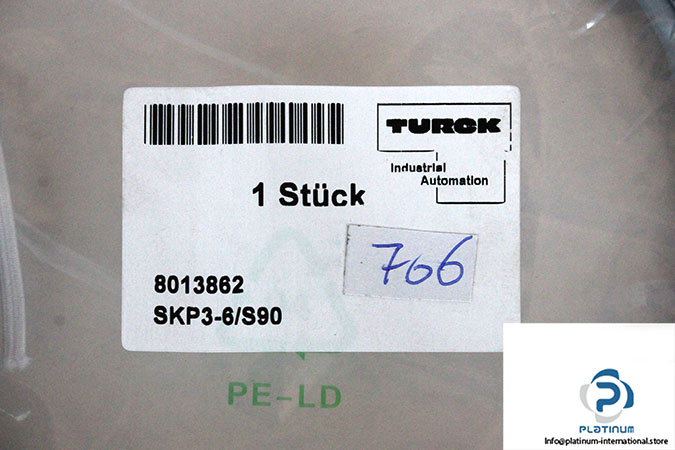 TURCK
Industrial
Automation
1 Stück
706
8013862
SKP3-6/S90
PE-LD
PLATINUM
Info@platinum-international.store